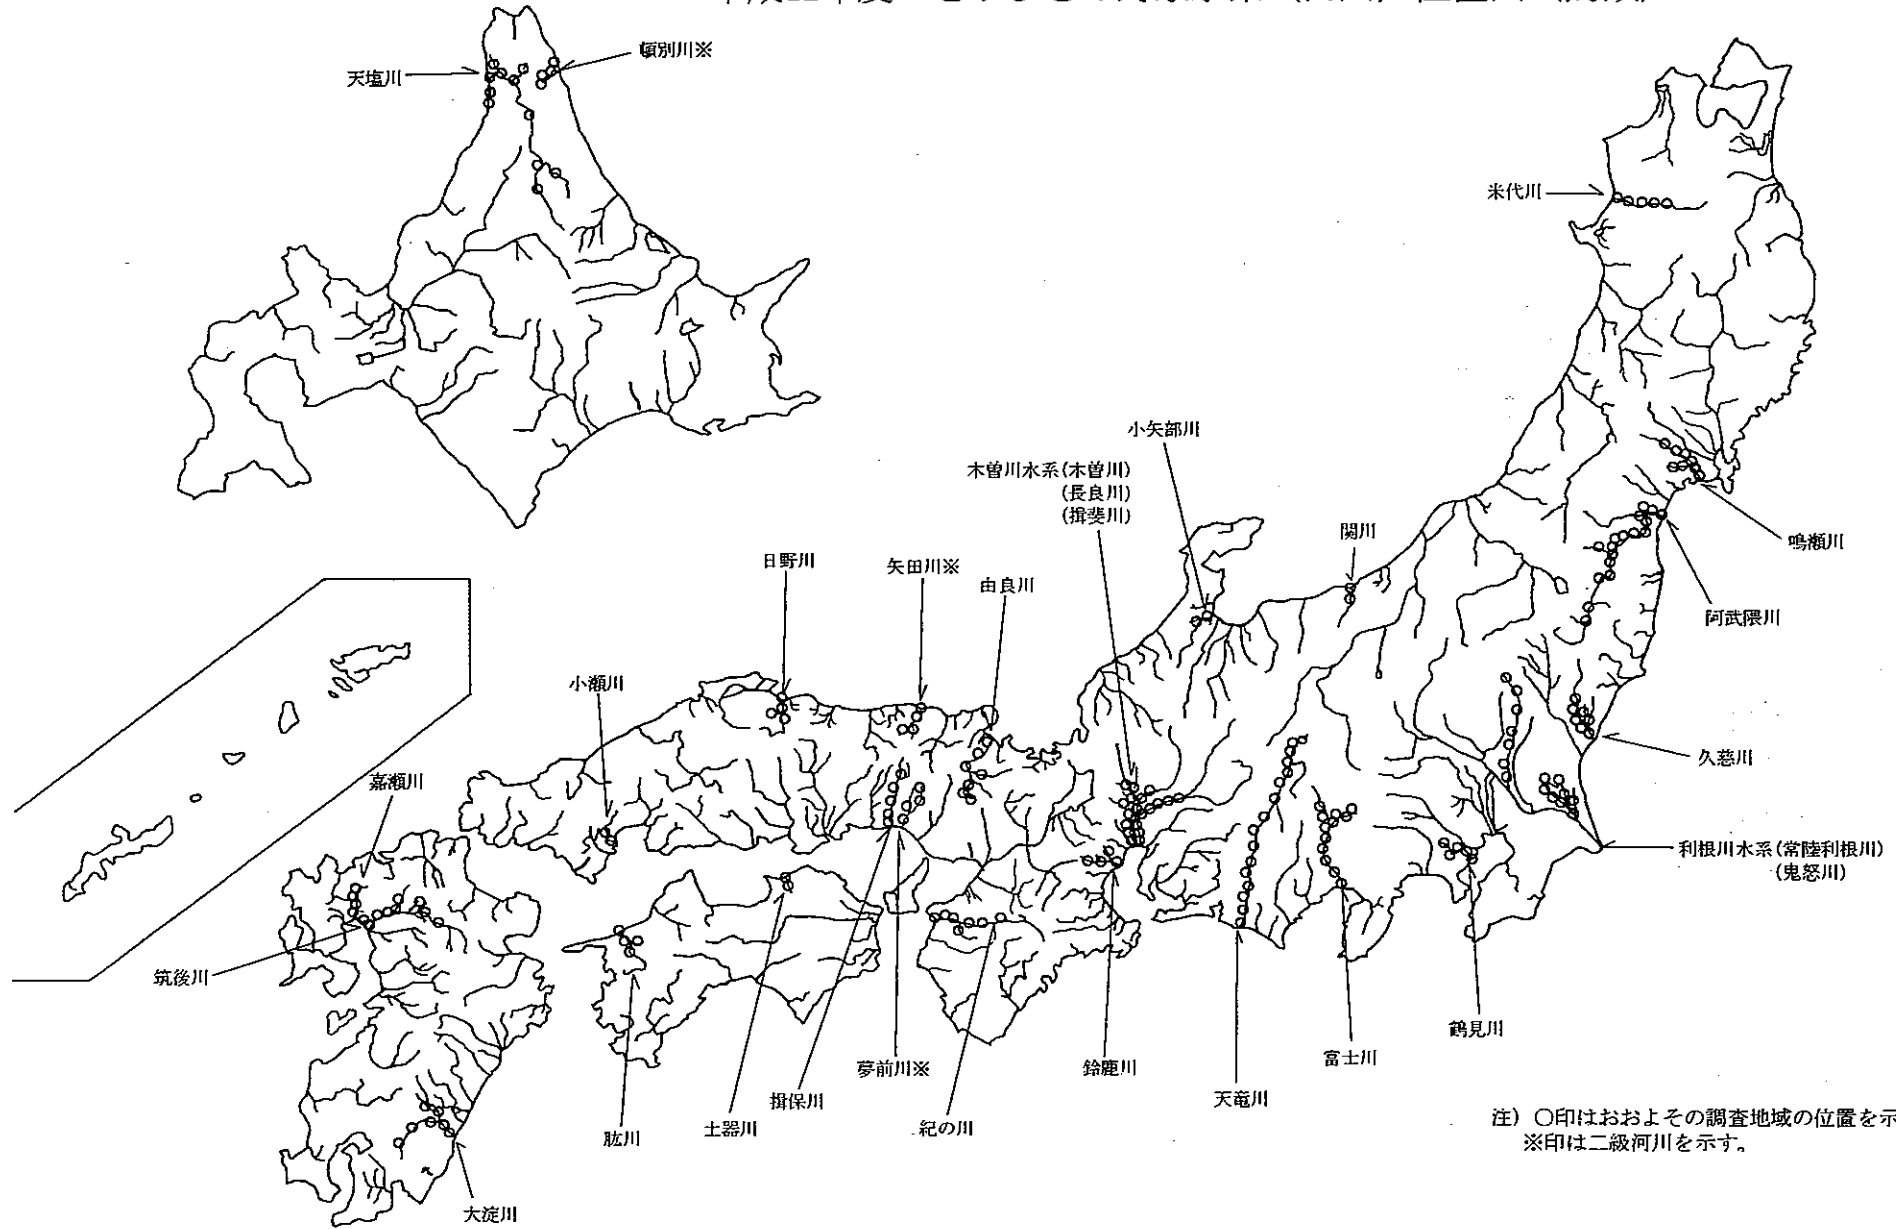 頓別川※
天塩川
米代川
小矢部川
木曽川水系(木曽川)
(長良川)
(揖斐川)
関川
鳴瀬川
日野川
矢田川※
由良川
阿武隈川
小瀬川
久慈川
嘉瀬川
利根川水系(常陸利根川)
(鬼怒川)
筑後川
鶴見川
富士川
夢前川※
鈴鹿川
揖保川
天竜川
土器川
紀の川
肱川
大淀川
注) ○印はおおよその調査地域の位置を示
※印は二級河川を示す。